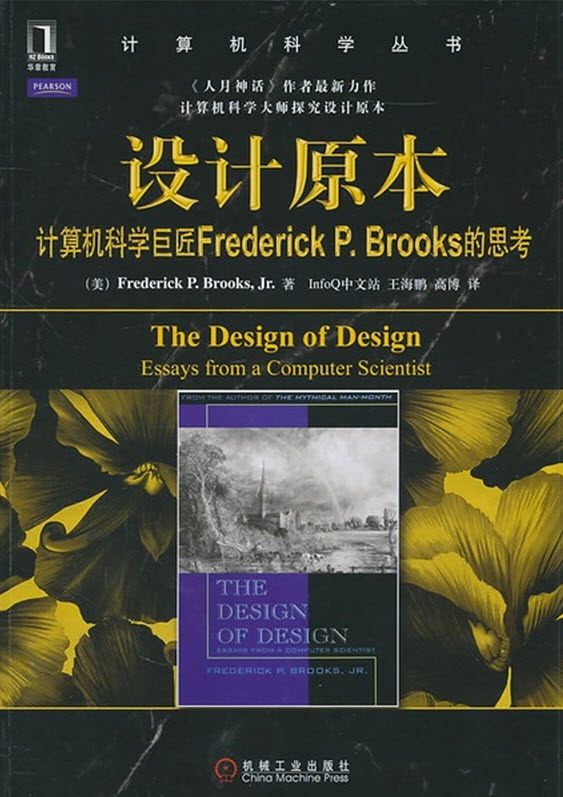 HZ BOOKS
华章教育
PEARSON
计算机科学丛书
《人月神话》作者最新力作
计算机科学大师探究设计原本
设计原本
计算机科学巨匠Frederick P. Brooks的思考
（美）Frederick P. Brooks, Jr. 著 InfoQ中文站 王海鹏 高博 译
The Design of Design
Essays from a Computer Scientist
FROM THE AUTHOR OF THE MYTHICAL MAN-MONTH
THE
DESIGN
OF DESIGN
ESSAYS FROM A COMPUTER SCIENTIST
FREDERICK P. BROOKS, JR.
机械工业出版社
China Machine Press